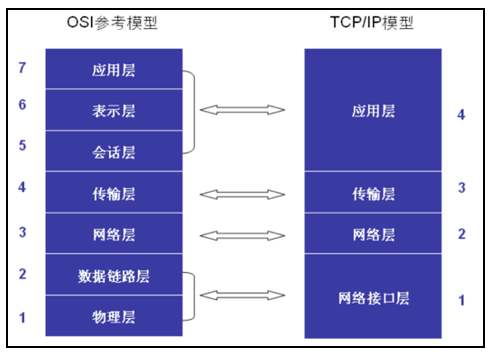 OSI参考模型 TCP/IP模型
7 应用层
6 表示层
5 会话层
应用层 4
4 传输层 传输层 3
3 网络层 网络层 2
2 数据链路层
1 物理层
网络接口层 1